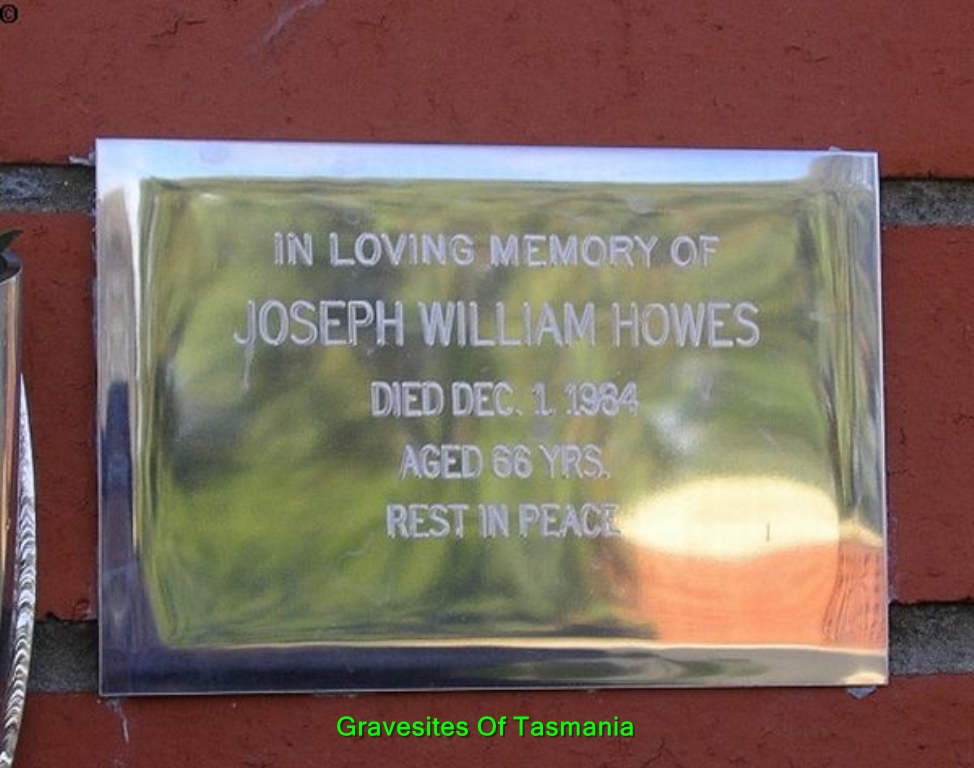 ©
IN LOVING MEMORY OF
JOSEPH WILLIAM HOWES
DIED DEC. 1. 1964
AGED 66 YRS.
REST IN PEACE
Gravesites Of Tasmania